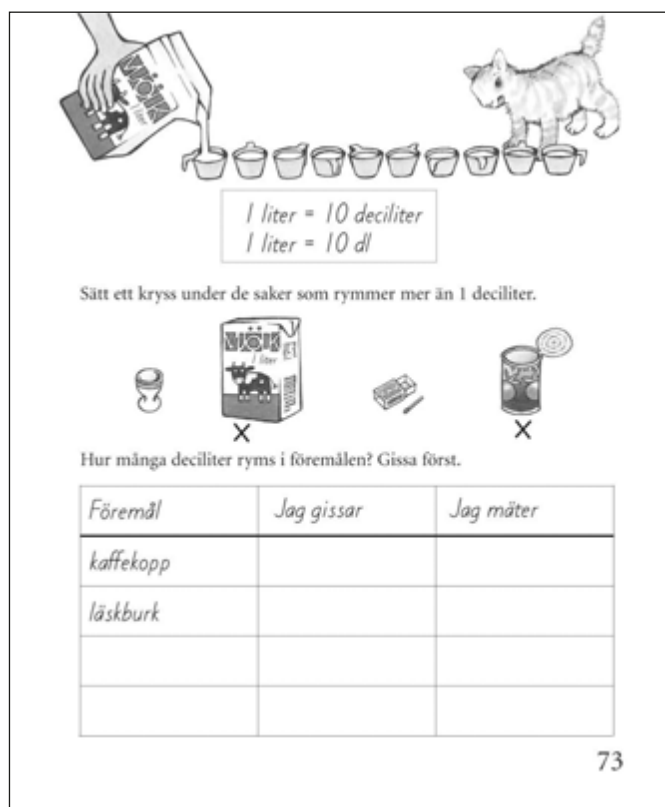 MJÖLK
1 liter
1 liter = 10 deciliter
1 liter = 10 dl
Sätt ett kryss under de saker som rymmer mer än 1 deciliter.
MJÖLK
1 liter
X X
Hur många deciliter ryms i föremålen? Gissa först.
Föremål Jag gissar Jag mäter
kaffekopp
läskburk
73